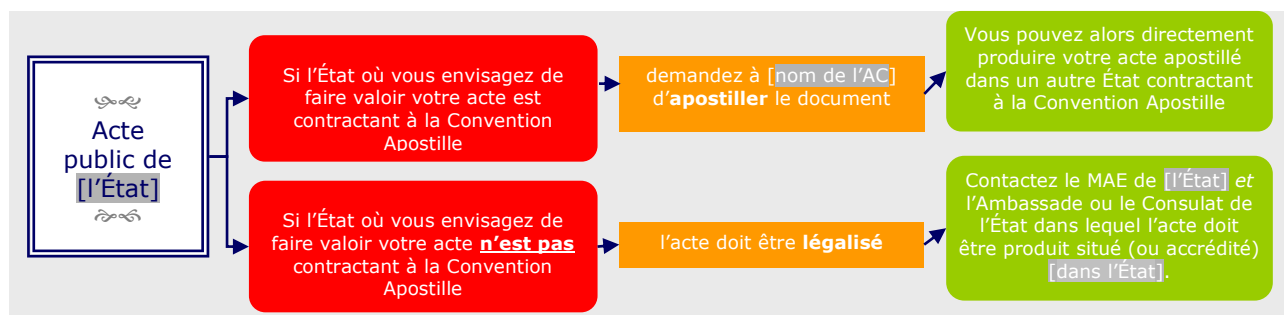 Acte
public de
[l’État]
Si l’État où vous envisagez de
faire valoir votre acte est
contractant à la Convention
Apostille
demandez à [nom de l’AC]
d’apostiller le document
Vous pouvez alors directement
produire votre acte apostillé
dans un autre État contractant
à la Convention Apostille
Si l’État où vous envisagez de
faire valoir votre acte n’est pas
contractant à la Convention
Apostille
l’acte doit être légalisé
Contactez le MAE de [l’État] et
l’Ambassade ou le Consulat de
l’État dans lequel l’acte doit
être produit situé (ou accrédité)
[dans l’État].